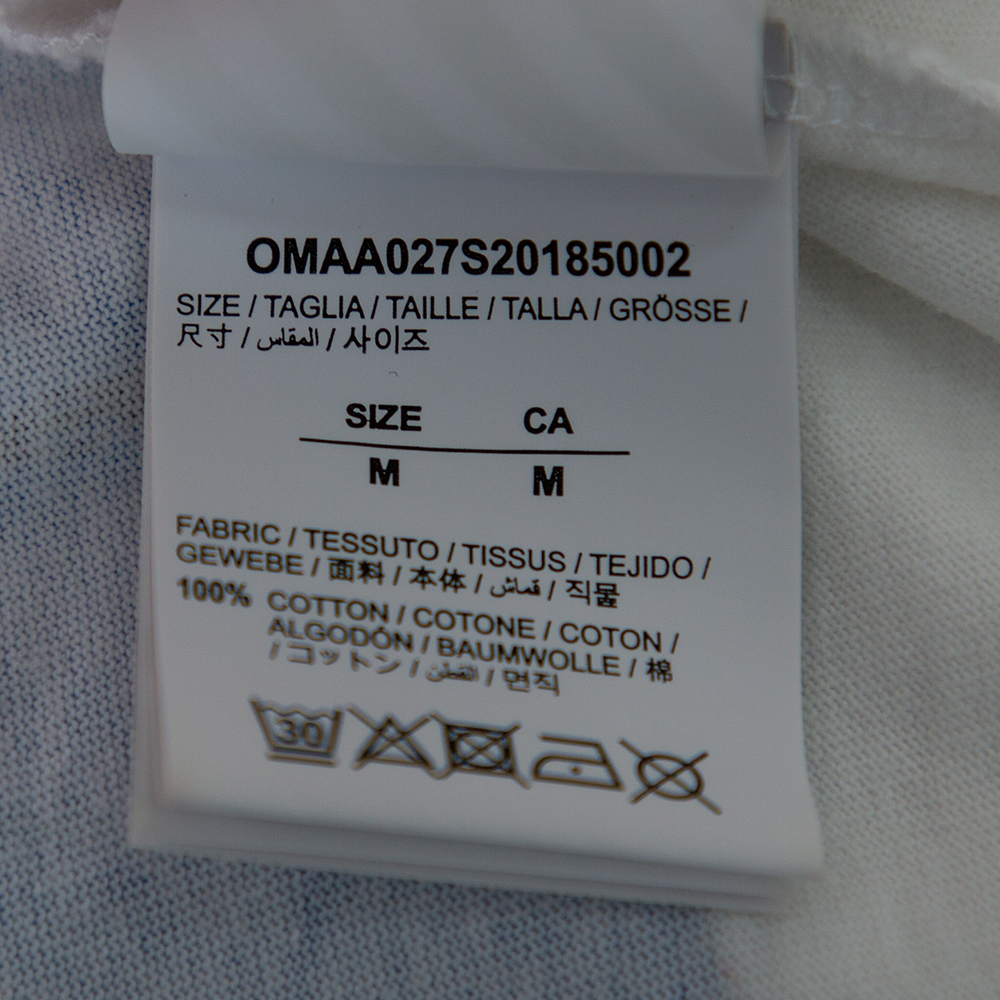 OMAA027S20185002
SIZE / TAGLIA / TAILLE / TALLA / GRÖSSE /
尺寸 / المقاس / 사이즈
SIZE CA
M M
FABRIC / TESSUTO / TISSUS / TEJIDO /
GEWEBE / 面料 / 本体 / قماش / 직물
100% COTTON / COTONE / COTON /
ALGODÓN / BAUMWOLLE / 棉
/ コットン / القطن / 면직
30